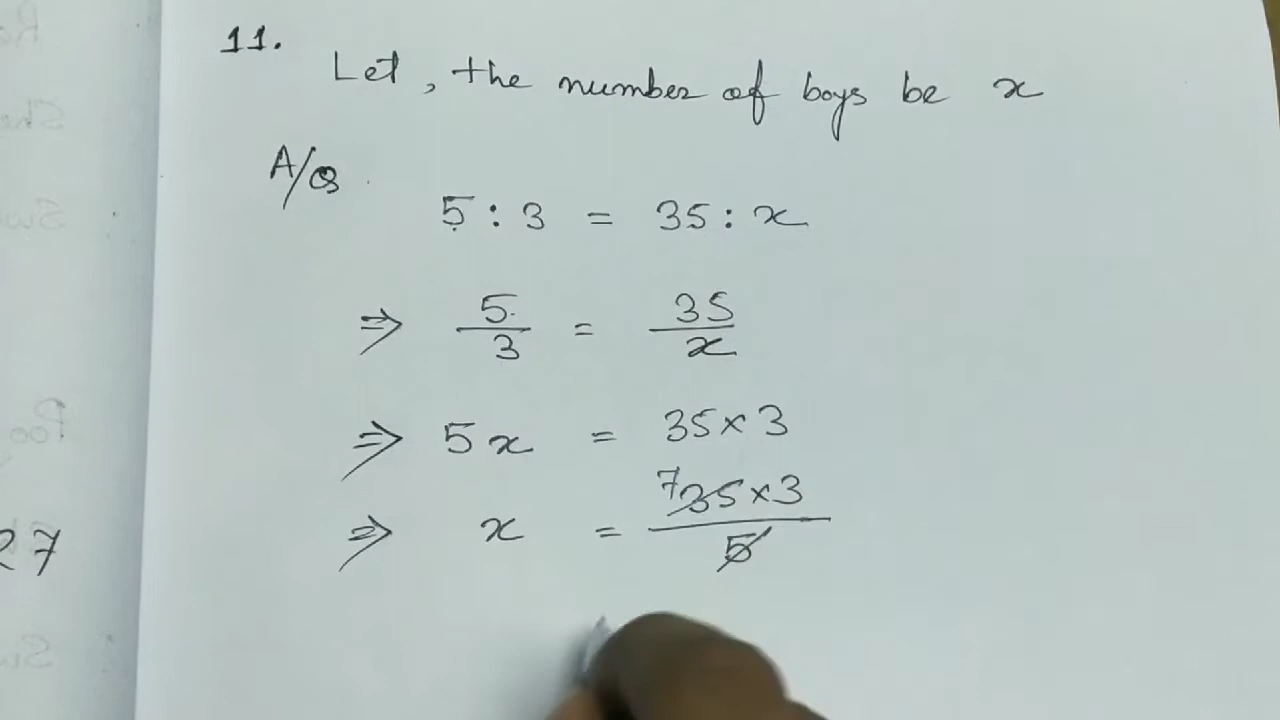 11.
Let, the number of boys be x
A/Q
5 : 3 = 35 : x
⇒ 5/3 = 35/x
⇒ 5x = 35 × 3
⇒ x = 7 35 × 3 / 5
27